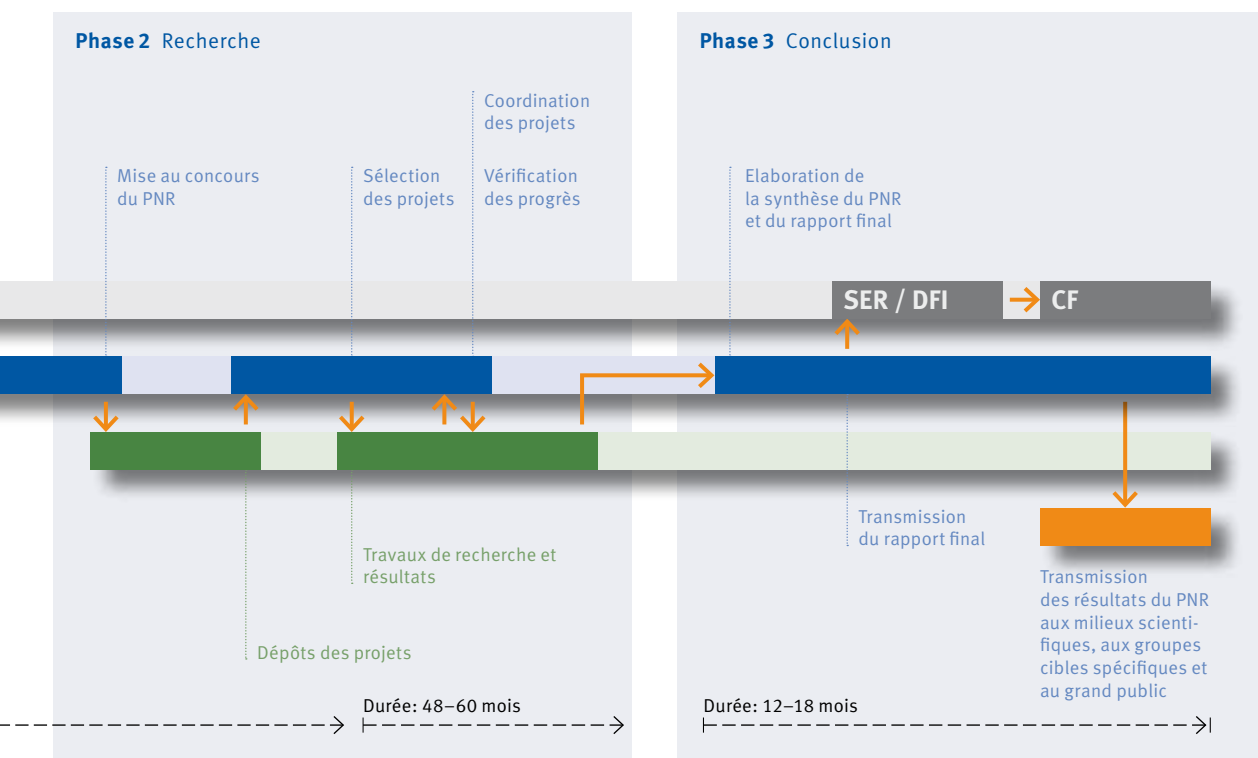 Phase 2 Recherche
Phase 3 Conclusion
Coordination
des projets
Mise au concours
du PNR
Sélection
des projets
Vérification
des progrès
Elaboration de
la synthèse du PNR
et du rapport final
SER / DFI
CF
Transmission
du rapport final
Travaux de recherche et
résultats
Transmission
des résultats du PNR
aux milieux scienti-
fiques, aux groupes
cibles spécifiques et
au grand public
Dépôts des projets
Durée: 48–60 mois
Durée: 12–18 mois